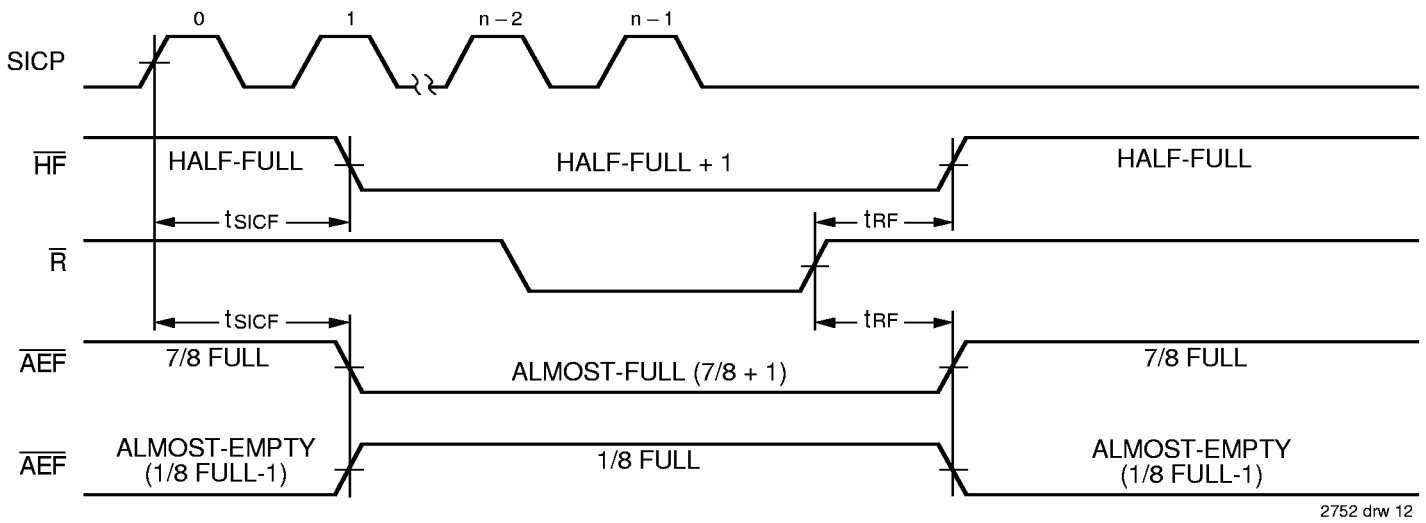 0 1 n – 2 n – 1
SICP
HF HALF-FULL HALF-FULL + 1 HALF-FULL
tSICF tRF
R
tSICF tRF
AEF 7/8 FULL ALMOST-FULL (7/8 + 1) 7/8 FULL
AEF ALMOST-EMPTY 1/8 FULL ALMOST-EMPTY
(1/8 FULL-1) (1/8 FULL-1)
2752 drw 12